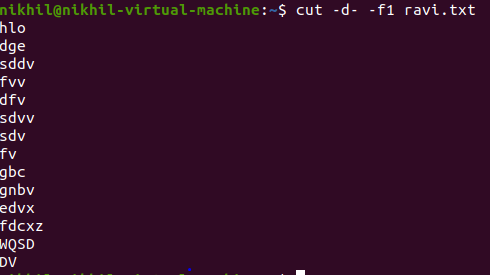 nikhil@nikhil-virtual-machine:~$ cut -d- -f1 ravi.txt
hlo
dge
sddv
fvv
dfv
sdvv
sdv
fv
gbc
gnbv
edvx
fdcxz
WQSD
DV